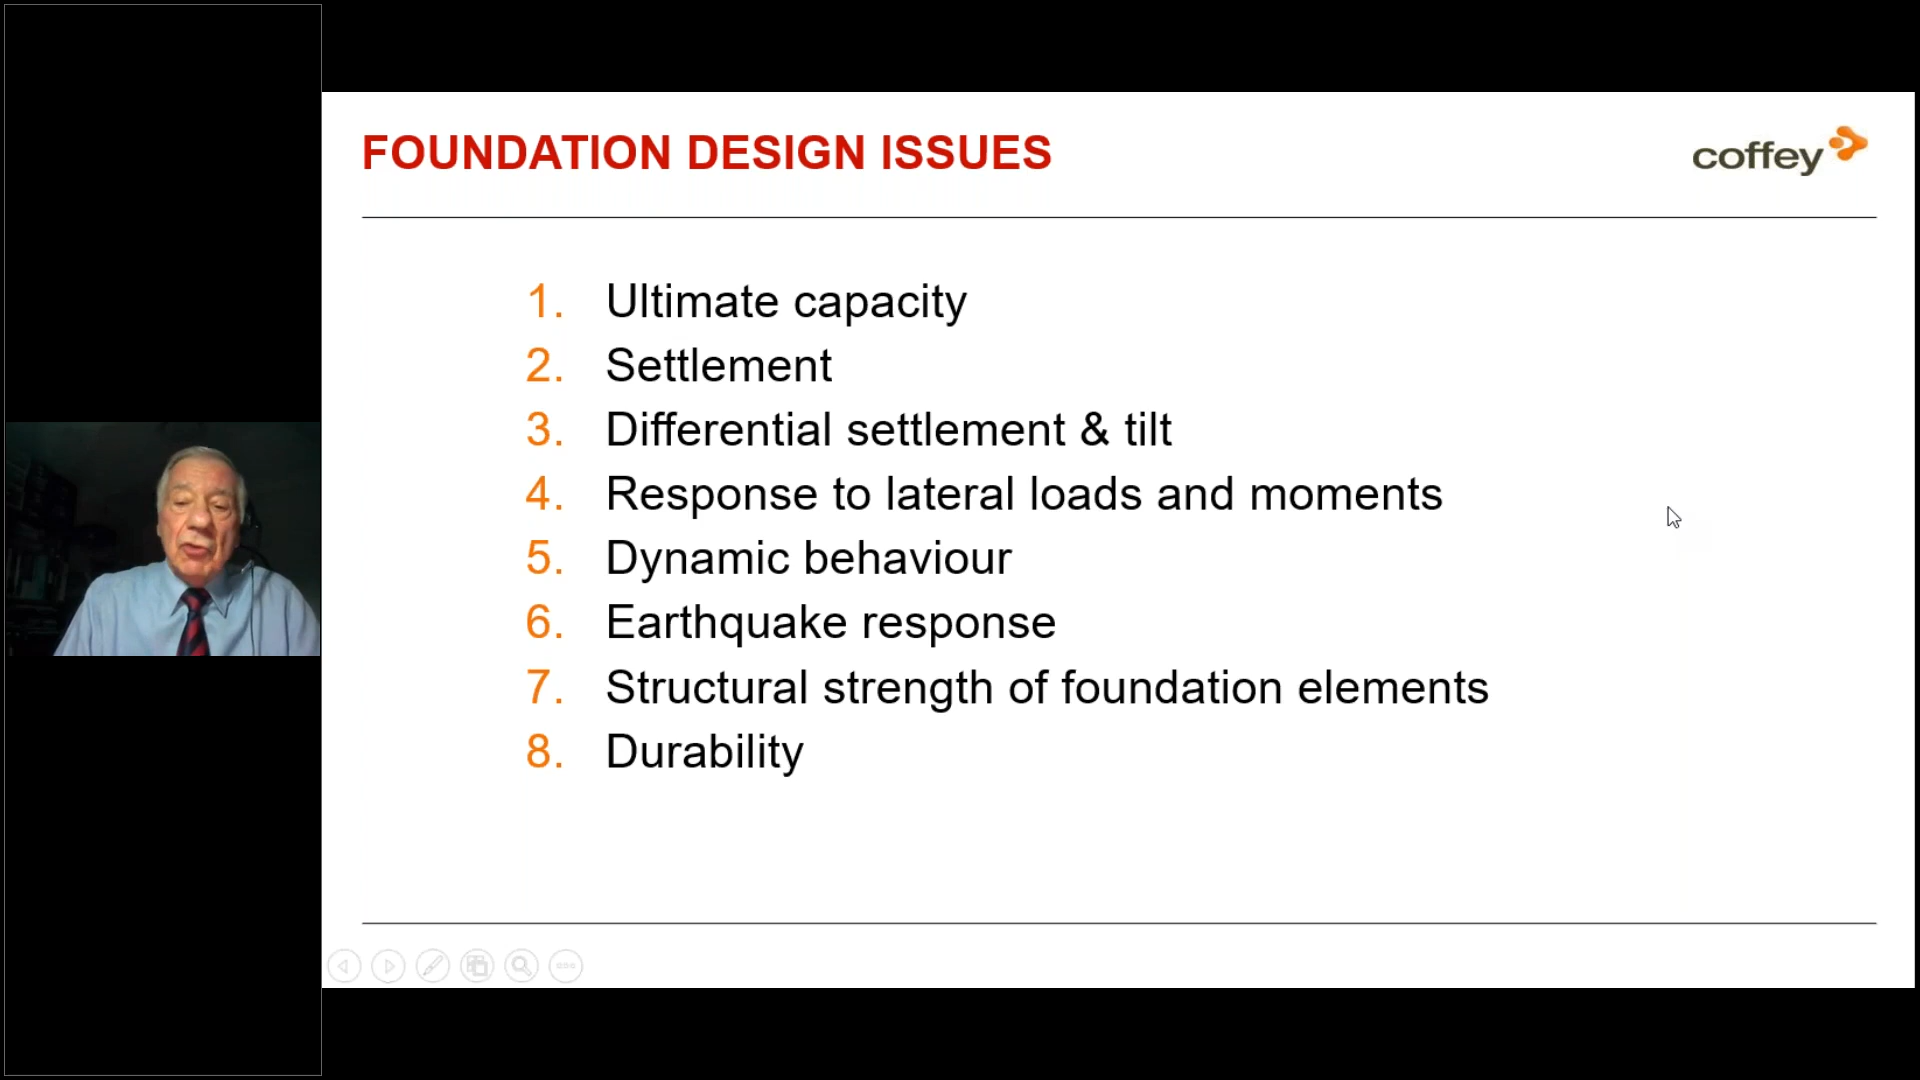 FOUNDATION DESIGN ISSUES
coffey
1. Ultimate capacity
2. Settlement
3. Differential settlement & tilt
4. Response to lateral loads and moments
5. Dynamic behaviour
6. Earthquake response
7. Structural strength of foundation elements
8. Durability